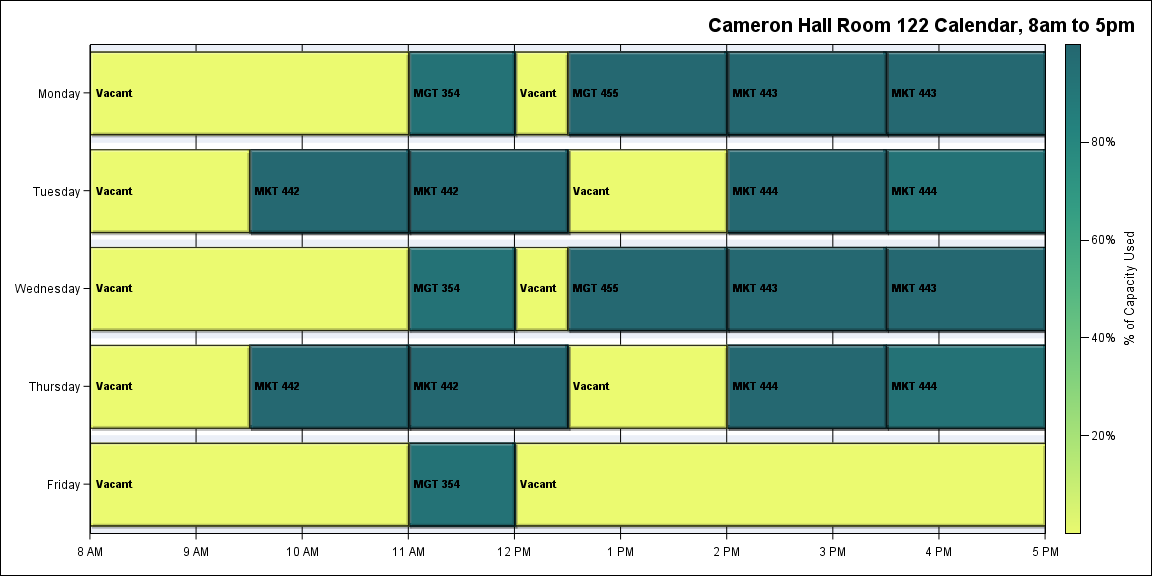 Cameron Hall Room 122 Calendar, 8am to 5pm
Monday
Vacant
MGT 354
Vacant
MGT 455
MKT 443
MKT 443
Tuesday
Vacant
MKT 442
MKT 442
Vacant
MKT 444
MKT 444
Wednesday
Vacant
MGT 354
Vacant
MGT 455
MKT 443
MKT 443
Thursday
Vacant
MKT 442
MKT 442
Vacant
MKT 444
MKT 444
Friday
Vacant
MGT 354
Vacant
8 AM
9 AM
10 AM
11 AM
12 PM
1 PM
2 PM
3 PM
4 PM
5 PM
80%
60%
40%
20%
% of Capacity Used